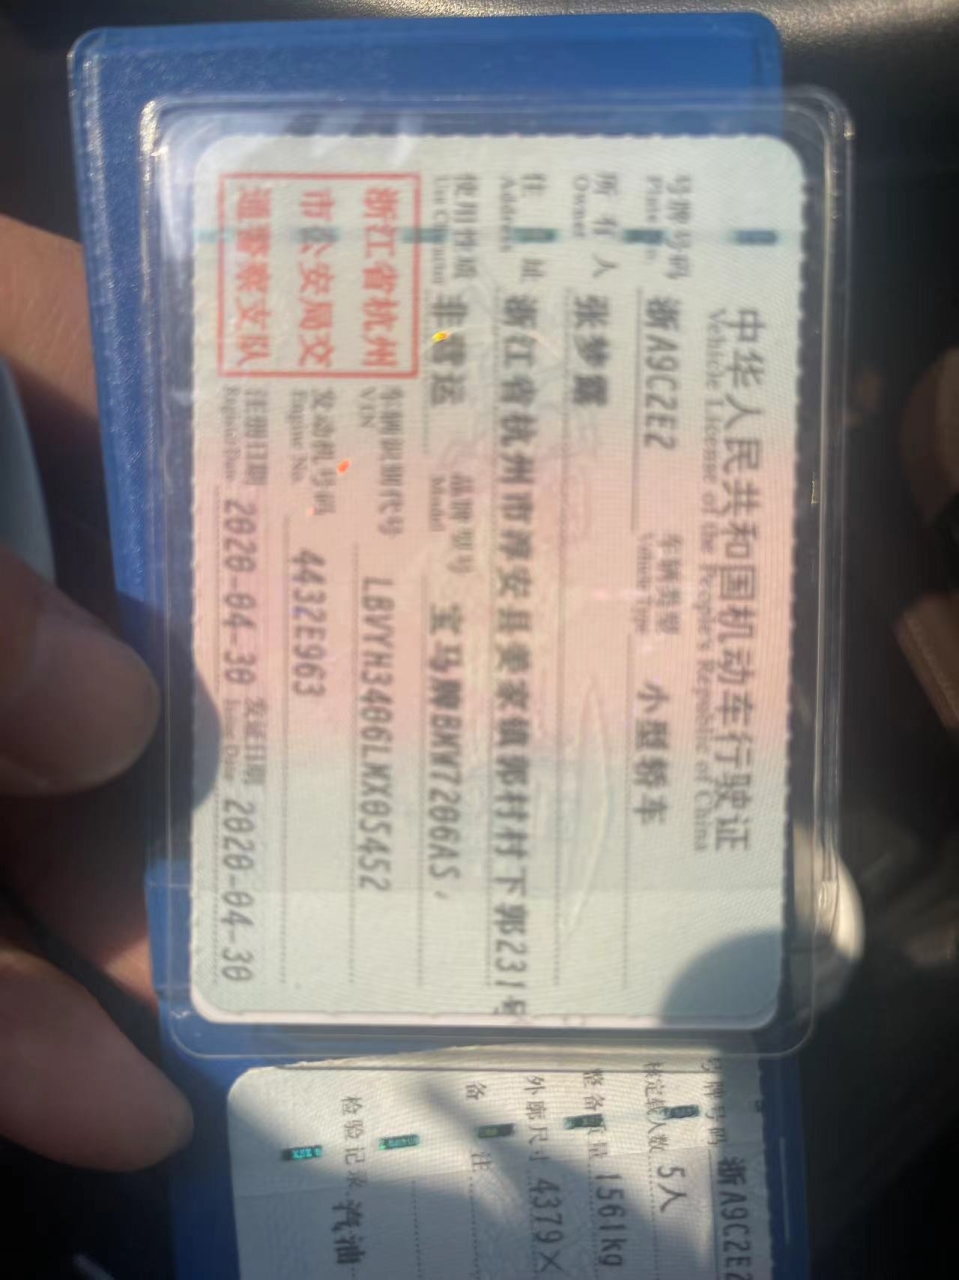 中华人民共和国机动车行驶证
Vehicle License of the People's Republic of China
号牌号码 浙A9C2E2 车辆类型 小型轿车
Plate No. Vehicle Type
所有人 张梦露
Owner
住址 浙江省杭州市淳安县姜家镇郭村村下郭231号
Address
使用性质 非营运 品牌型号 宝马牌BMW7206AS
Use Character Model
浙江省杭州
市公安局交
通警察支队
车辆识别代号 LBVYH3406LMX05452
VIN
发动机号码 4432E963
Engine No.
注册日期 2020-04-30 发证日期 2020-04-30
Register Date Issue Date
号牌号码 浙A9C2E2
核定载人数 5人
整备质量 1561kg
外廓尺寸 4379×
备注
检验记录 汽油